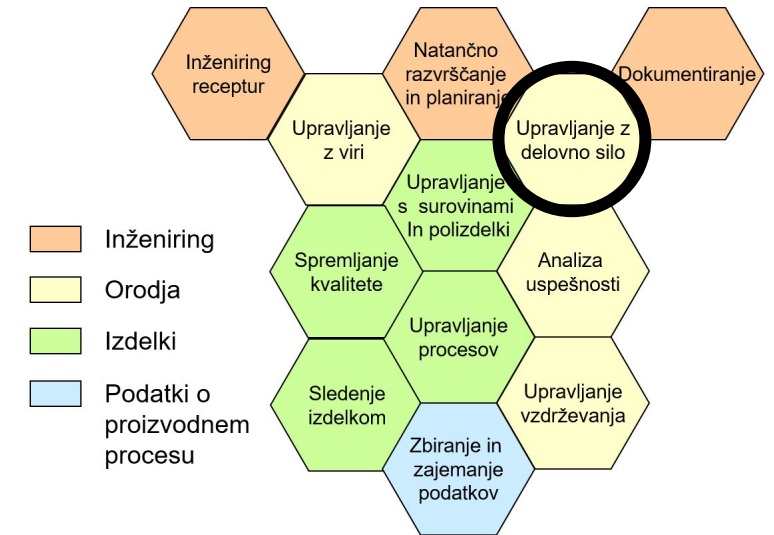 Inženiring
receptur
Natančno
razvrščanje
in planiranje
Dokumentiranje
Upravljanje
z viri
Upravljanje z
delovno silo
Upravljanje
s surovinami
In polizdelki
Spremljanje
kvalitete
Analiza
uspešnosti
Upravljanje
procesov
Sledenje
izdelkom
Upravljanje
vzdrževanja
Zbiranje in
zajemanje
podatkov
Inženiring
Orodja
Izdelki
Podatki o
proizvodnem
procesu